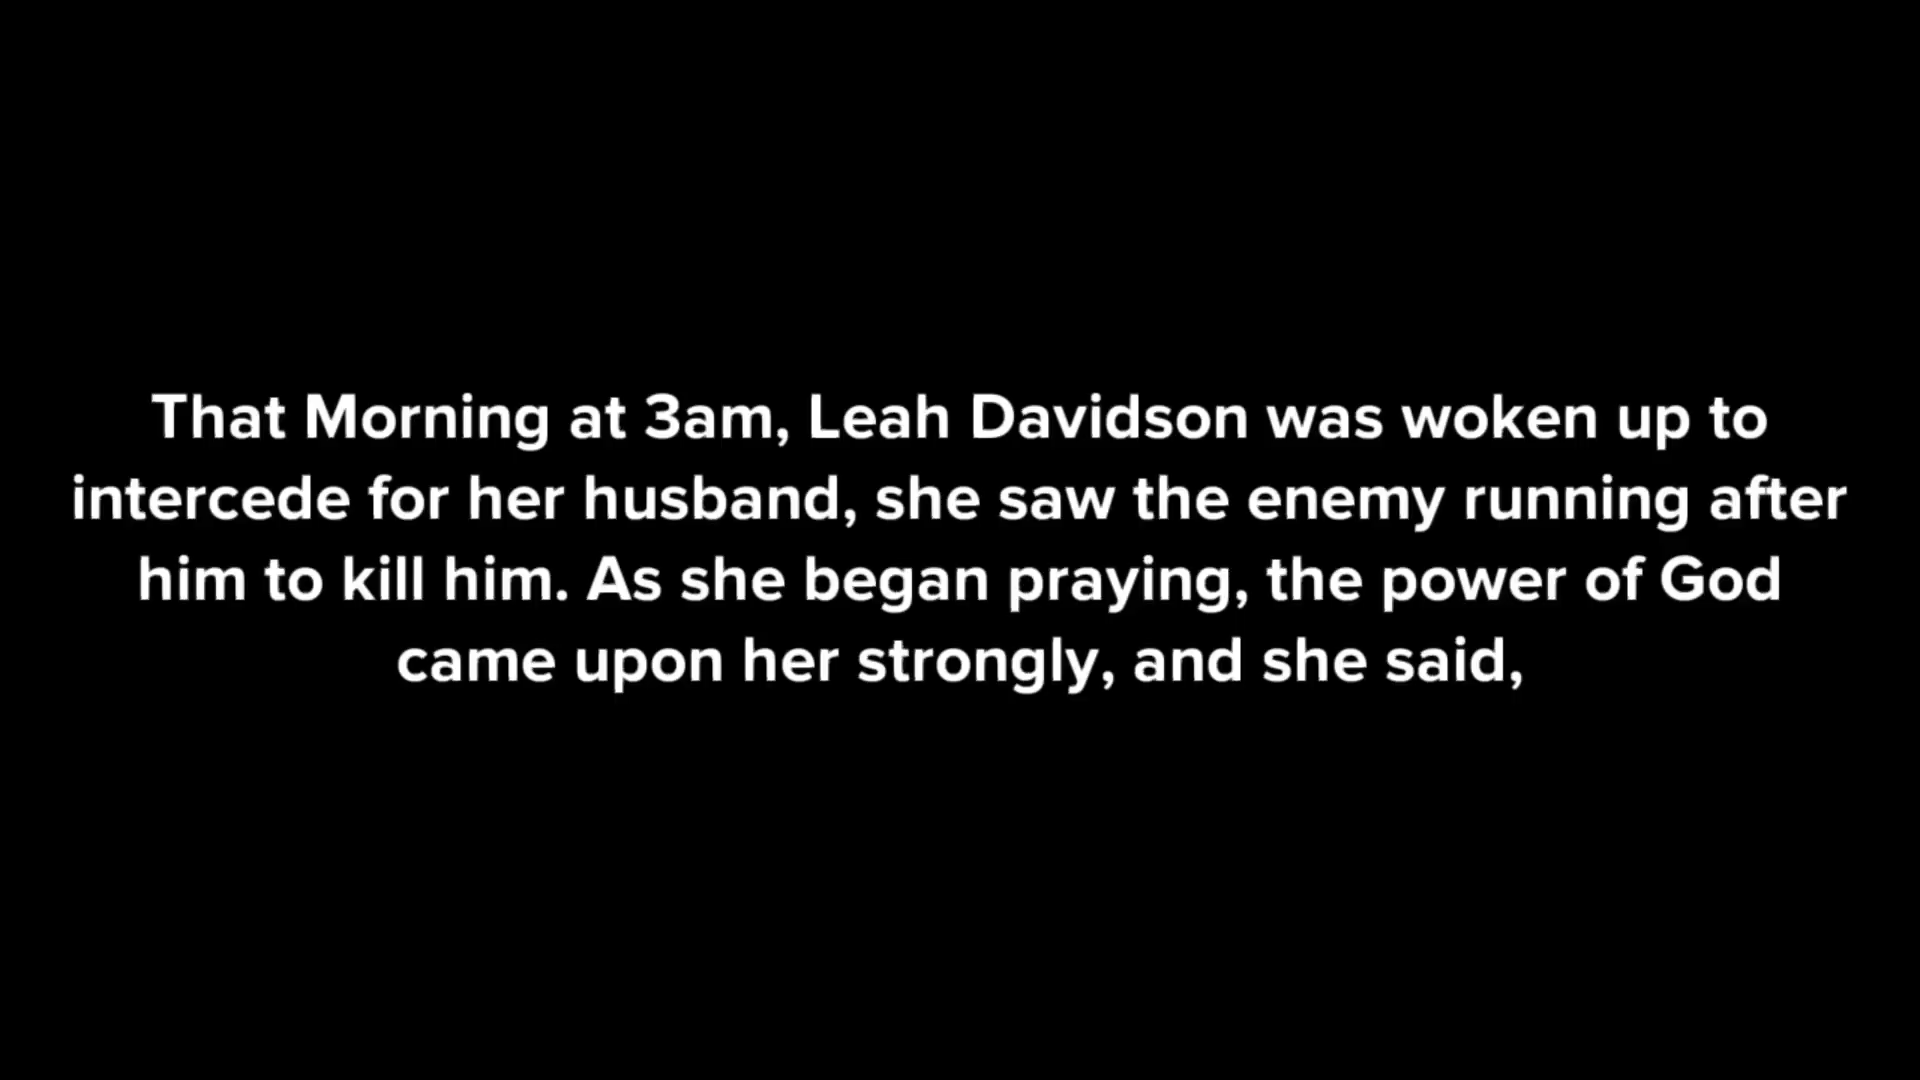 That Morning at 3am, Leah Davidson was woken up to
intercede for her husband, she saw the enemy running after
him to kill him. As she began praying, the power of God
came upon her strongly, and she said,